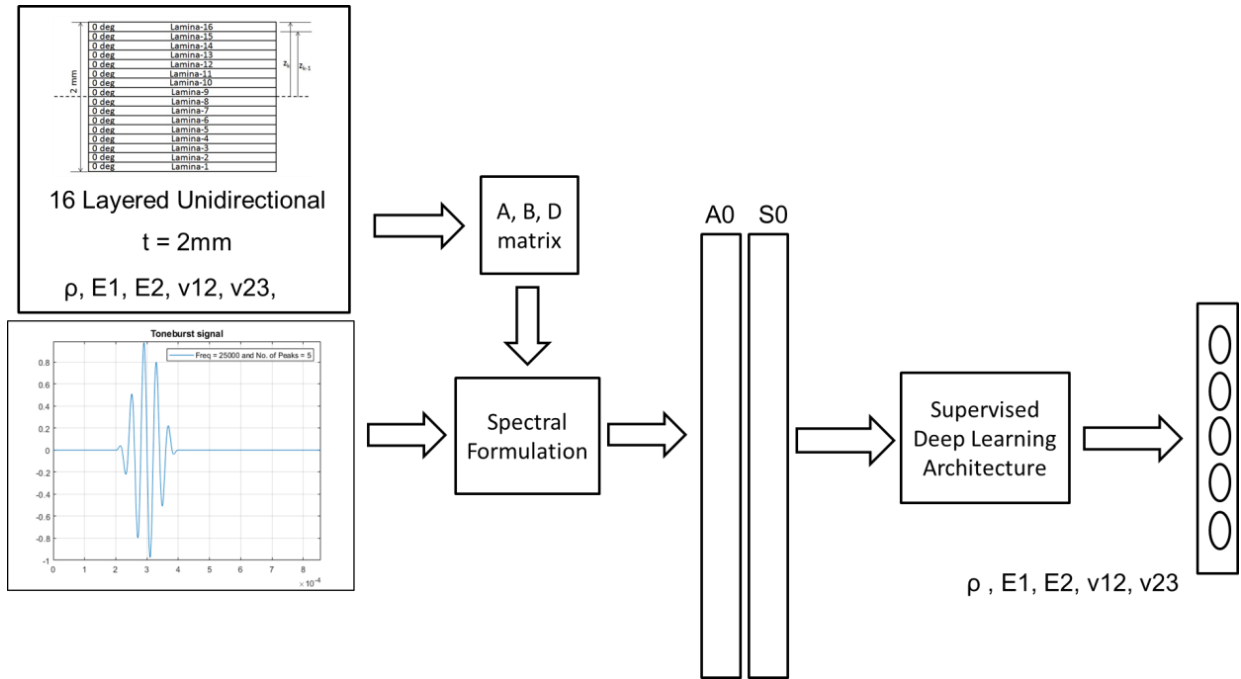 0 deg Lamina-16
0 deg Lamina-15
0 deg Lamina-14
0 deg Lamina-13
0 deg Lamina-12
0 deg Lamina-11
0 deg Lamina-10
0 deg Lamina-9
0 deg Lamina-8
0 deg Lamina-7
0 deg Lamina-6
0 deg Lamina-5
0 deg Lamina-4
0 deg Lamina-3
0 deg Lamina-2
0 deg Lamina-1
2 mm
zk
zk-1
16 Layered Unidirectional
t = 2mm
ρ, E1, E2, v12, v23,
Toneburst signal
Freq = 25000 and No. of Peaks = 5
0.8
0.6
0.4
0.2
0
-0.2
-0.4
-0.6
-0.8
-1
0 1 2 3 4 5 6 7 8
×10-4
A, B, D
matrix
Spectral
Formulation
A0 S0
Supervised
Deep Learning
Architecture
ρ , E1, E2, v12, v23